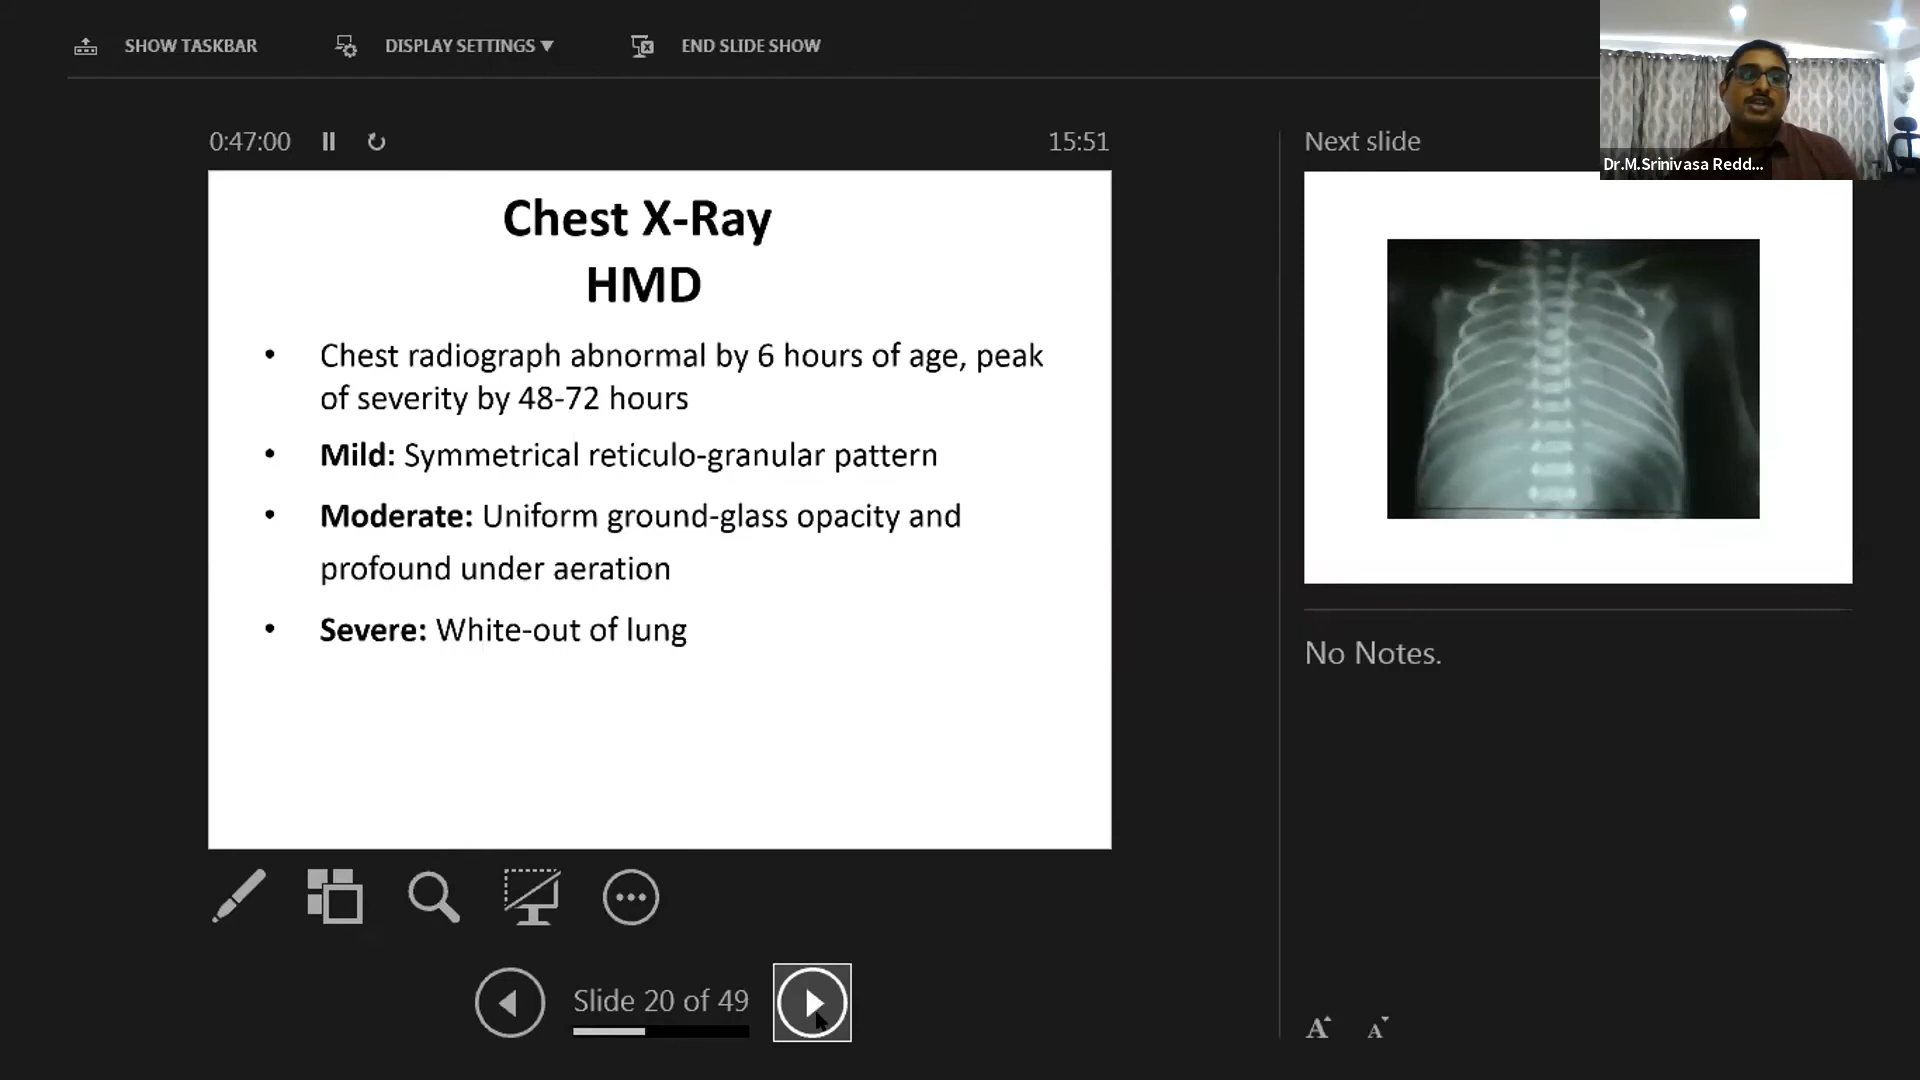 SHOW TASKBAR
DISPLAY SETTINGS ▼
END SLIDE SHOW
0:47:00
15:51
Next slide
Dr.M.Srinivasa Redd...
Chest X-Ray
HMD
• Chest radiograph abnormal by 6 hours of age, peak
of severity by 48-72 hours
• Mild: Symmetrical reticulo-granular pattern
• Moderate: Uniform ground-glass opacity and
profound under aeration
• Severe: White-out of lung
No Notes.
Slide 20 of 49
A A